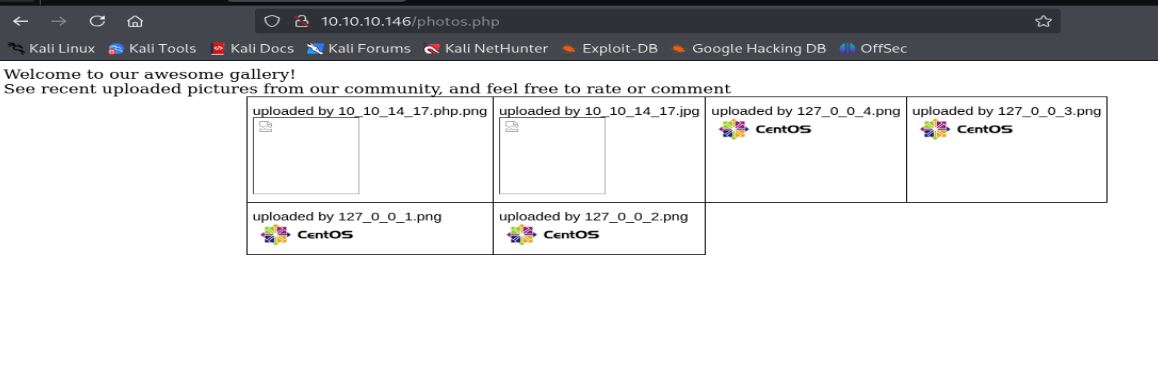 10.10.10.146/photos.php
Kali Linux Kali Tools Kali Docs Kali Forums Kali NetHunter Exploit-DB Google Hacking DB OffSec
Welcome to our awesome gallery!
See recent uploaded pictures from our community, and feel free to rate or comment
uploaded by 10_10_14_17.php.png uploaded by 10_10_14_17.jpg uploaded by 127_0_0_4.png uploaded by 127_0_0_3.png
CentOS CentOS
uploaded by 127_0_0_1.png uploaded by 127_0_0_2.png
CentOS CentOS